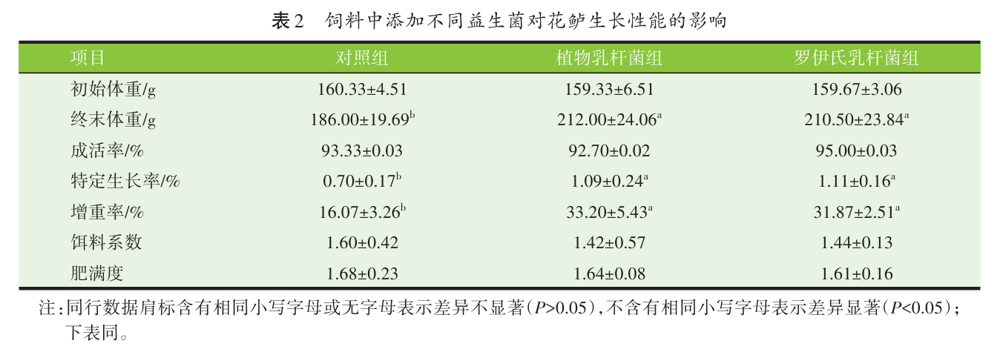 表2 饲料中添加不同益生菌对花鲈生长性能的影响
项目 对照组 植物乳杆菌组 罗伊氏乳杆菌组
初始体重/g 160.33±4.51 159.33±6.51 159.67±3.06
终末体重/g 186.00±19.69ᵇ 212.00±24.06ᵃ 210.50±23.84ᵃ
成活率/% 93.33±0.03 92.70±0.02 95.00±0.03
特定生长率/% 0.70±0.17ᵇ 1.09±0.24ᵃ 1.11±0.16ᵃ
增重率/% 16.07±3.26ᵇ 33.20±5.43ᵃ 31.87±2.51ᵃ
饵料系数 1.60±0.42 1.42±0.57 1.44±0.13
肥满度 1.68±0.23 1.64±0.08 1.61±0.16
注:同行数据肩标含有相同小写字母或无字母表示差异不显著(P>0.05),不含有相同小写字母表示差异显著(P<0.05);
下表同。